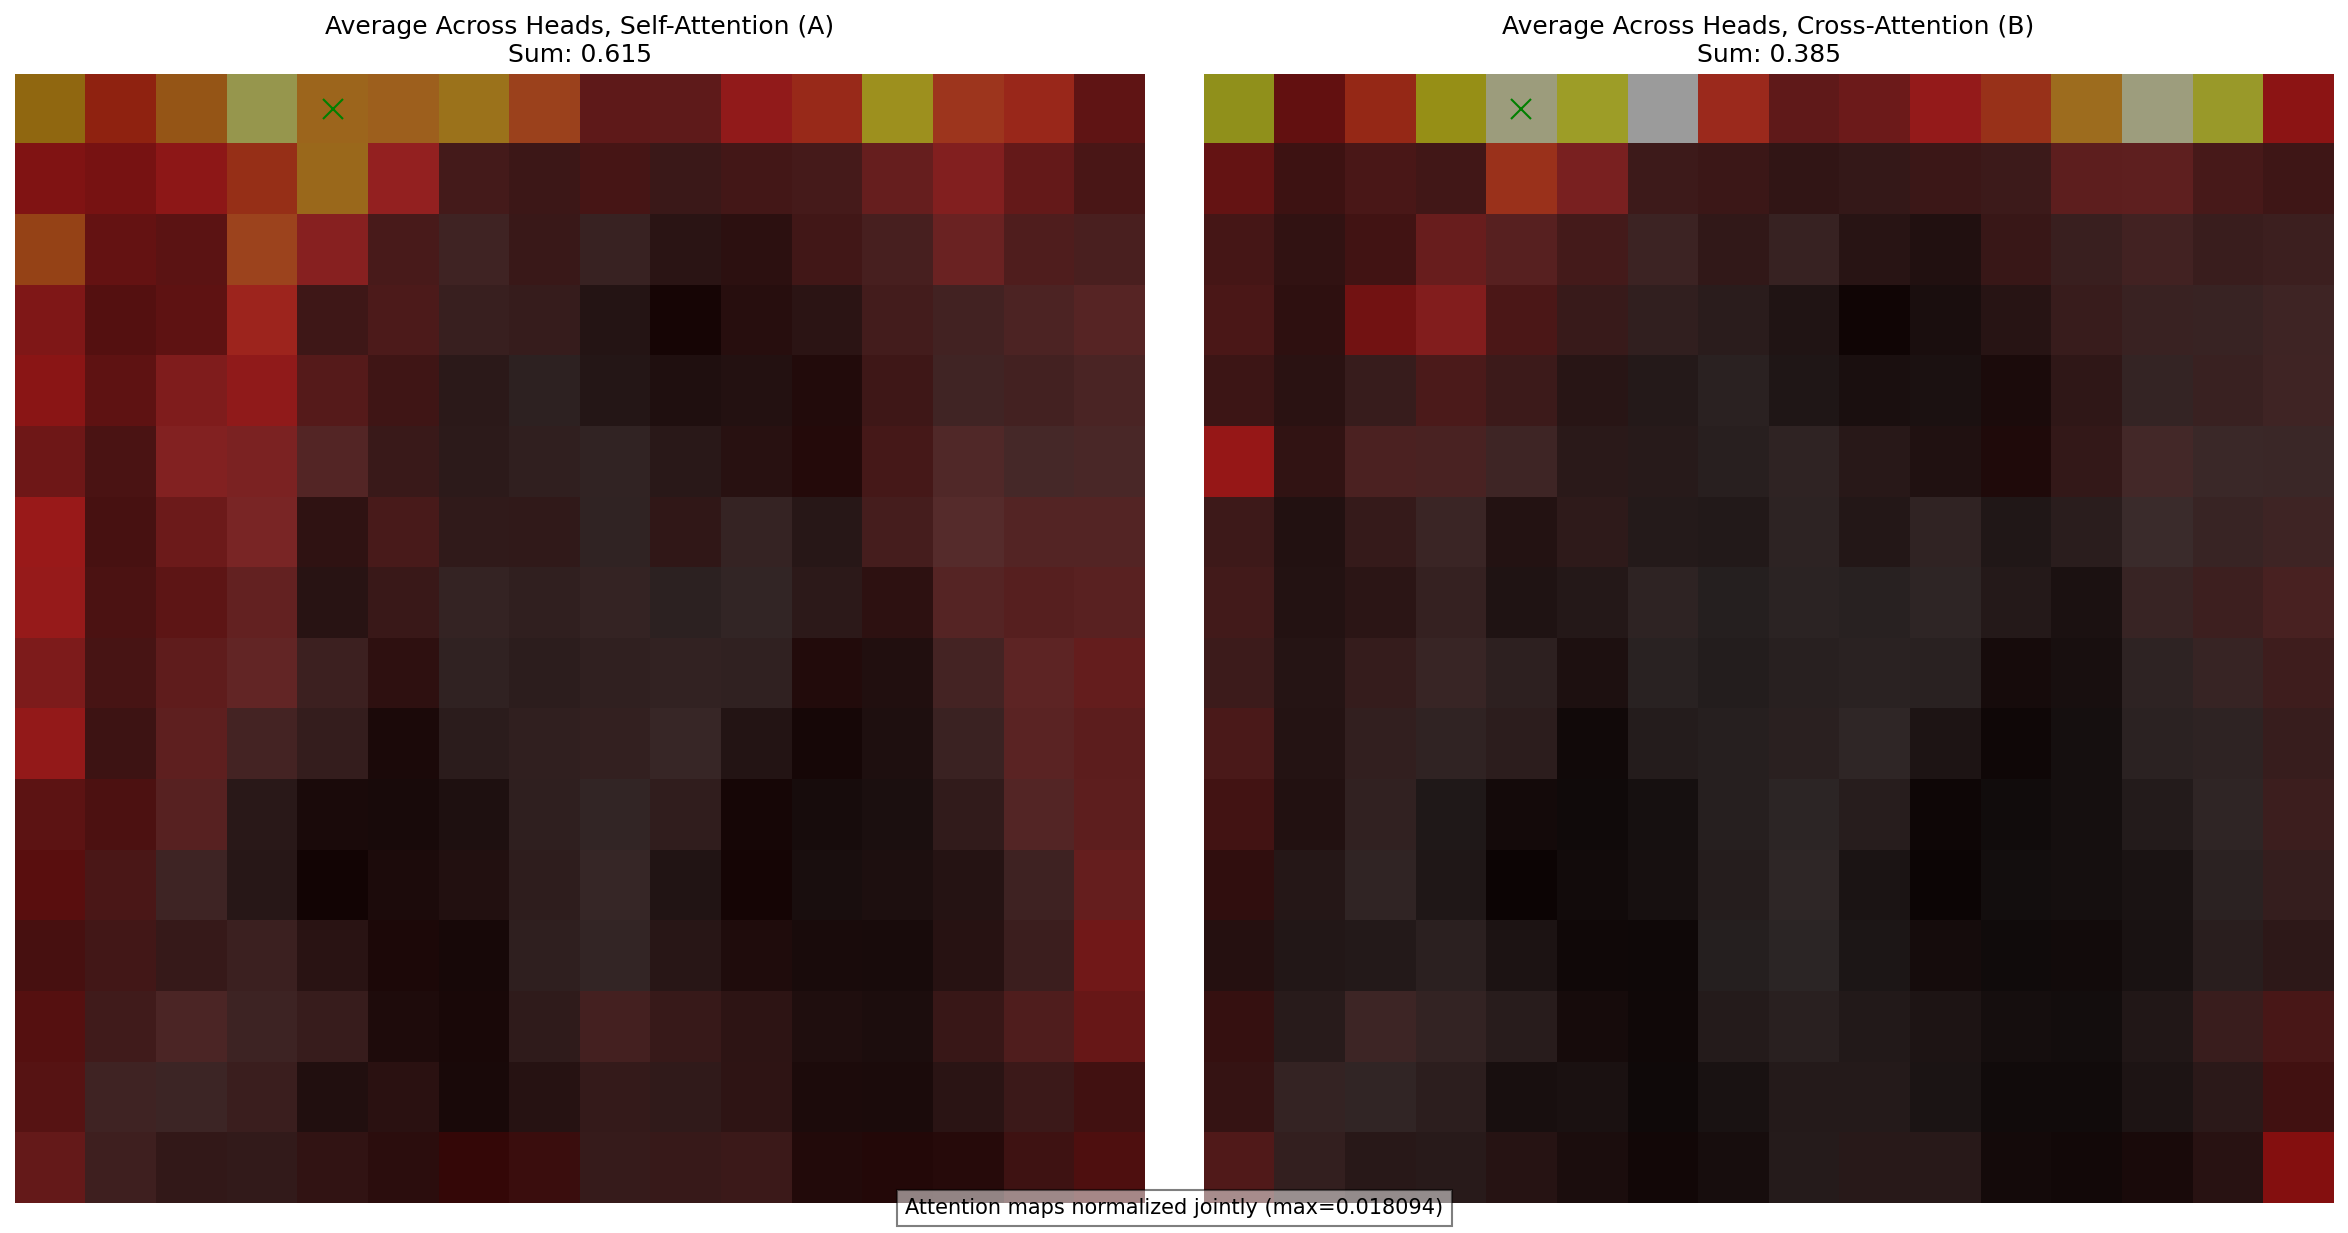 Average Across Heads, Self-Attention (A)
Sum: 0.615
Average Across Heads, Cross-Attention (B)
Sum: 0.385
Attention maps normalized jointly (max=0.018094)